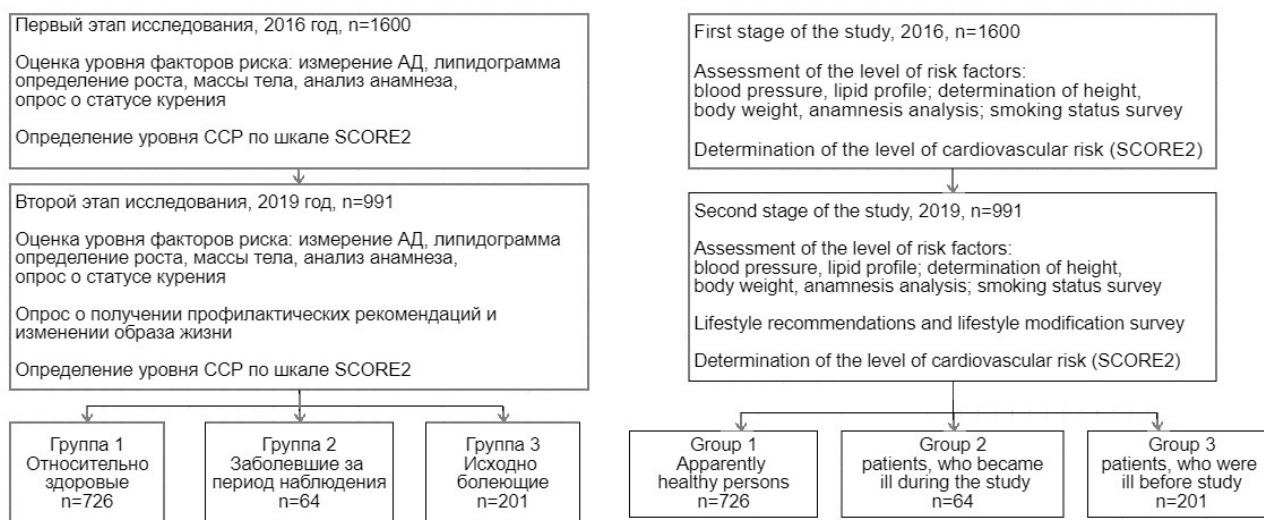 Первый этап исследования, 2016 год, n=1600
Оценка уровня факторов риска: измерение АД, липидограмма
определение роста, массы тела, анализ анамнеза,
опрос о статусе курения
Определение уровня ССР по шкале SCORE2
Второй этап исследования, 2019 год, n=991
Оценка уровня факторов риска: измерение АД, липидограмма
определение роста, массы тела, анализ анамнеза,
опрос о статусе курения
Опрос о получении профилактических рекомендаций и
изменении образа жизни
Определение уровня ССР по шкале SCORE2
Группа 1
Относительно
здоровые
n=726
Группа 2
Заболевшие за
период наблюдения
n=64
Группа 3
Исходно
болеющие
n=201
First stage of the study, 2016, n=1600
Assessment of the level of risk factors:
blood pressure, lipid profile; determination of height,
body weight, anamnesis analysis; smoking status survey
Determination of the level of cardiovascular risk (SCORE2)
Second stage of the study, 2019, n=991
Assessment of the level of risk factors:
blood pressure, lipid profile; determination of height,
body weight, anamnesis analysis; smoking status survey
Lifestyle recommendations and lifestyle modification survey
Determination of the level of cardiovascular risk (SCORE2)
Group 1
Apparently
healthy persons
n=726
Group 2
patients, who became
ill during the study
n=64
Group 3
patients, who were
ill before study
n=201